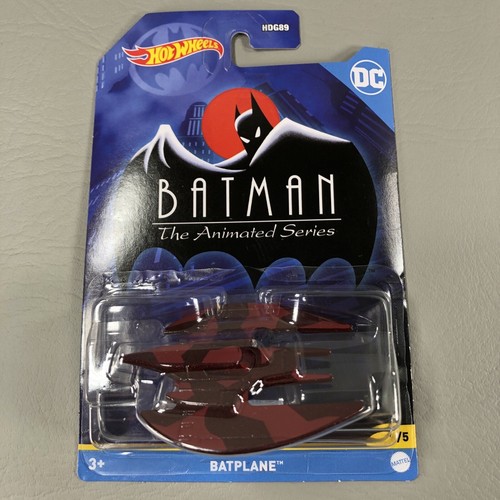 HDG89
HOT WHEELS
DC
BATMAN
The Animated Series
/5
3+
BATPLANE™
MATTEL